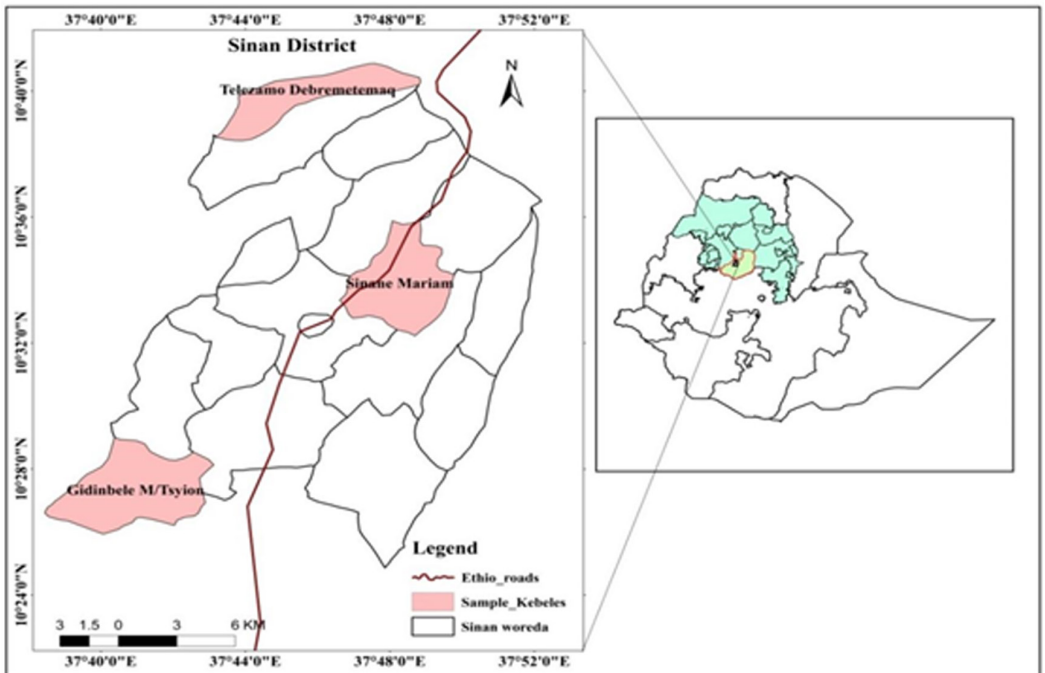 37°40'0"E 37°44'0"E 37°48'0"E 37°52'0"E
Sinan District
N
Telezamo Debremetemaq
10°40'0"N
10°36'0"N
Sinane Mariam
10°32'0"N
10°28'0"N
Gidinbele M/Tsyion
Legend
Ethio_roads
Sample_Kebeles
Sinan woreda
10°24'0"N
3 1.5 0 3 6 KM
37°40'0"E 37°44'0"E 37°48'0"E 37°52'0"E